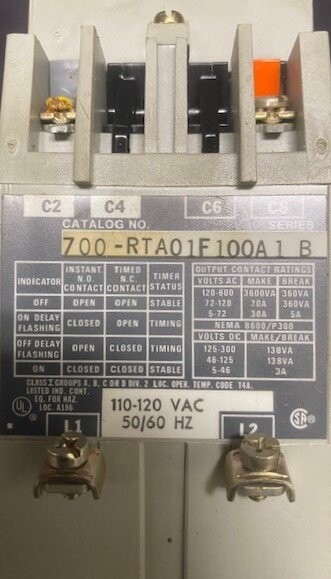 C2 C4 C6
CATALOG NO. SERIES
700-RTA01F100A1 B
INDICATOR INSTANT. N.O. CONTACT TIMED N.C. CONTACT TIMER STATUS
OFF OPEN OPEN STABLE
ON DELAY FLASHING CLOSED OPEN TIMING
OFF DELAY FLASHING OPEN CLOSED TIMING
ON CLOSED CLOSED STABLE
OUTPUT CONTACT RATINGS
VOLTS AC MAKE BREAK
120-600 3600VA 360VA
72-120 30A 360VA
5-72 30A 5A
NEMA B600/P300
VOLTS DC MAKE/BREAK
125-300 138VA
46-125 138VA
5-46 3A
CLASS I GROUPS A, B, C OR D DIV. 2 LOC. OPER. TEMP. CODE T4A.
LISTED IND. CONT.
EQ. FOR HAZ.
LOC. A196
UL
110-120 VAC
50/60 HZ
SA
L1 L2